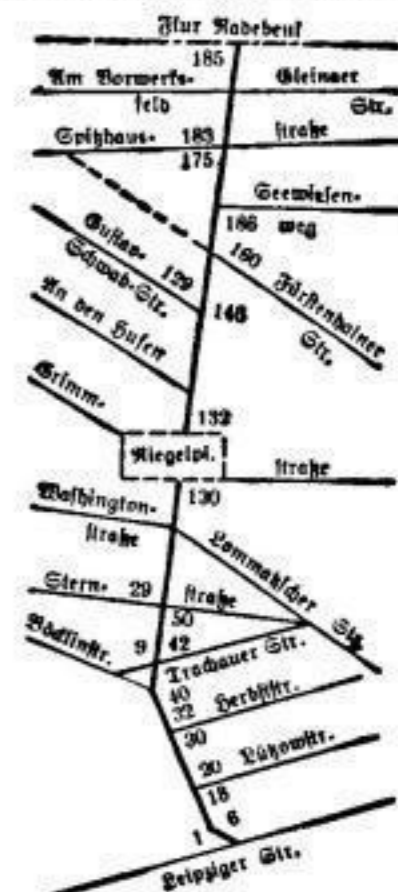 Flur Radebeul
185
Am Vorwerks- Gleinaer
feld Str.
Spitzhaus- 183 straße
175
Seewiesen-
186 weg
Gustav- 129 160 Fürstenhainer
Schwab-Str. 146 Str.
An den Hufen
132
Grimm-
Riegelpl. straße
130
Washington-
straße Kommatzscher Str.
Stern- 29 straße
50
Böcklinstr. 9 42
Trachauer Str.
40
32 Herbststr.
30
20 Lützowstr.
18
1 6
Leipziger Str.